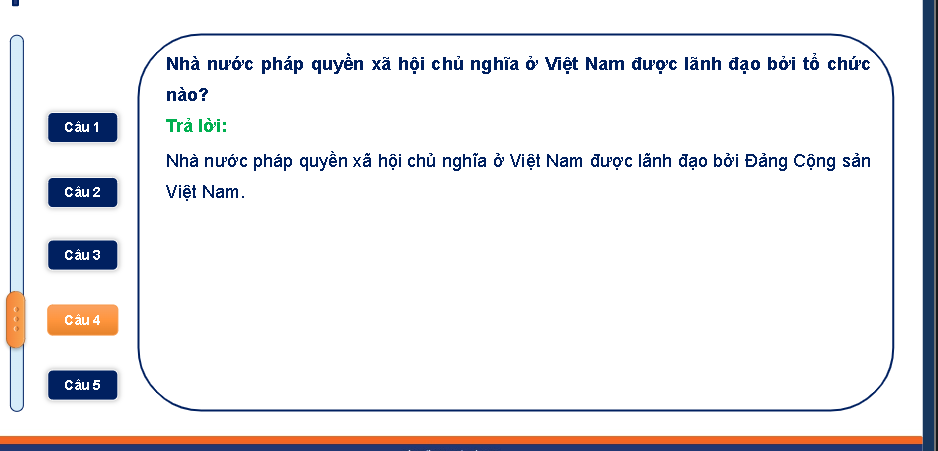 Nhà nước pháp quyền xã hội chủ nghĩa ở Việt Nam được lãnh đạo bởi tổ chức
nào?
Trả lời:
Nhà nước pháp quyền xã hội chủ nghĩa ở Việt Nam được lãnh đạo bởi Đảng Cộng sản
Việt Nam.
Câu 1
Câu 2
Câu 3
Câu 4
Câu 5